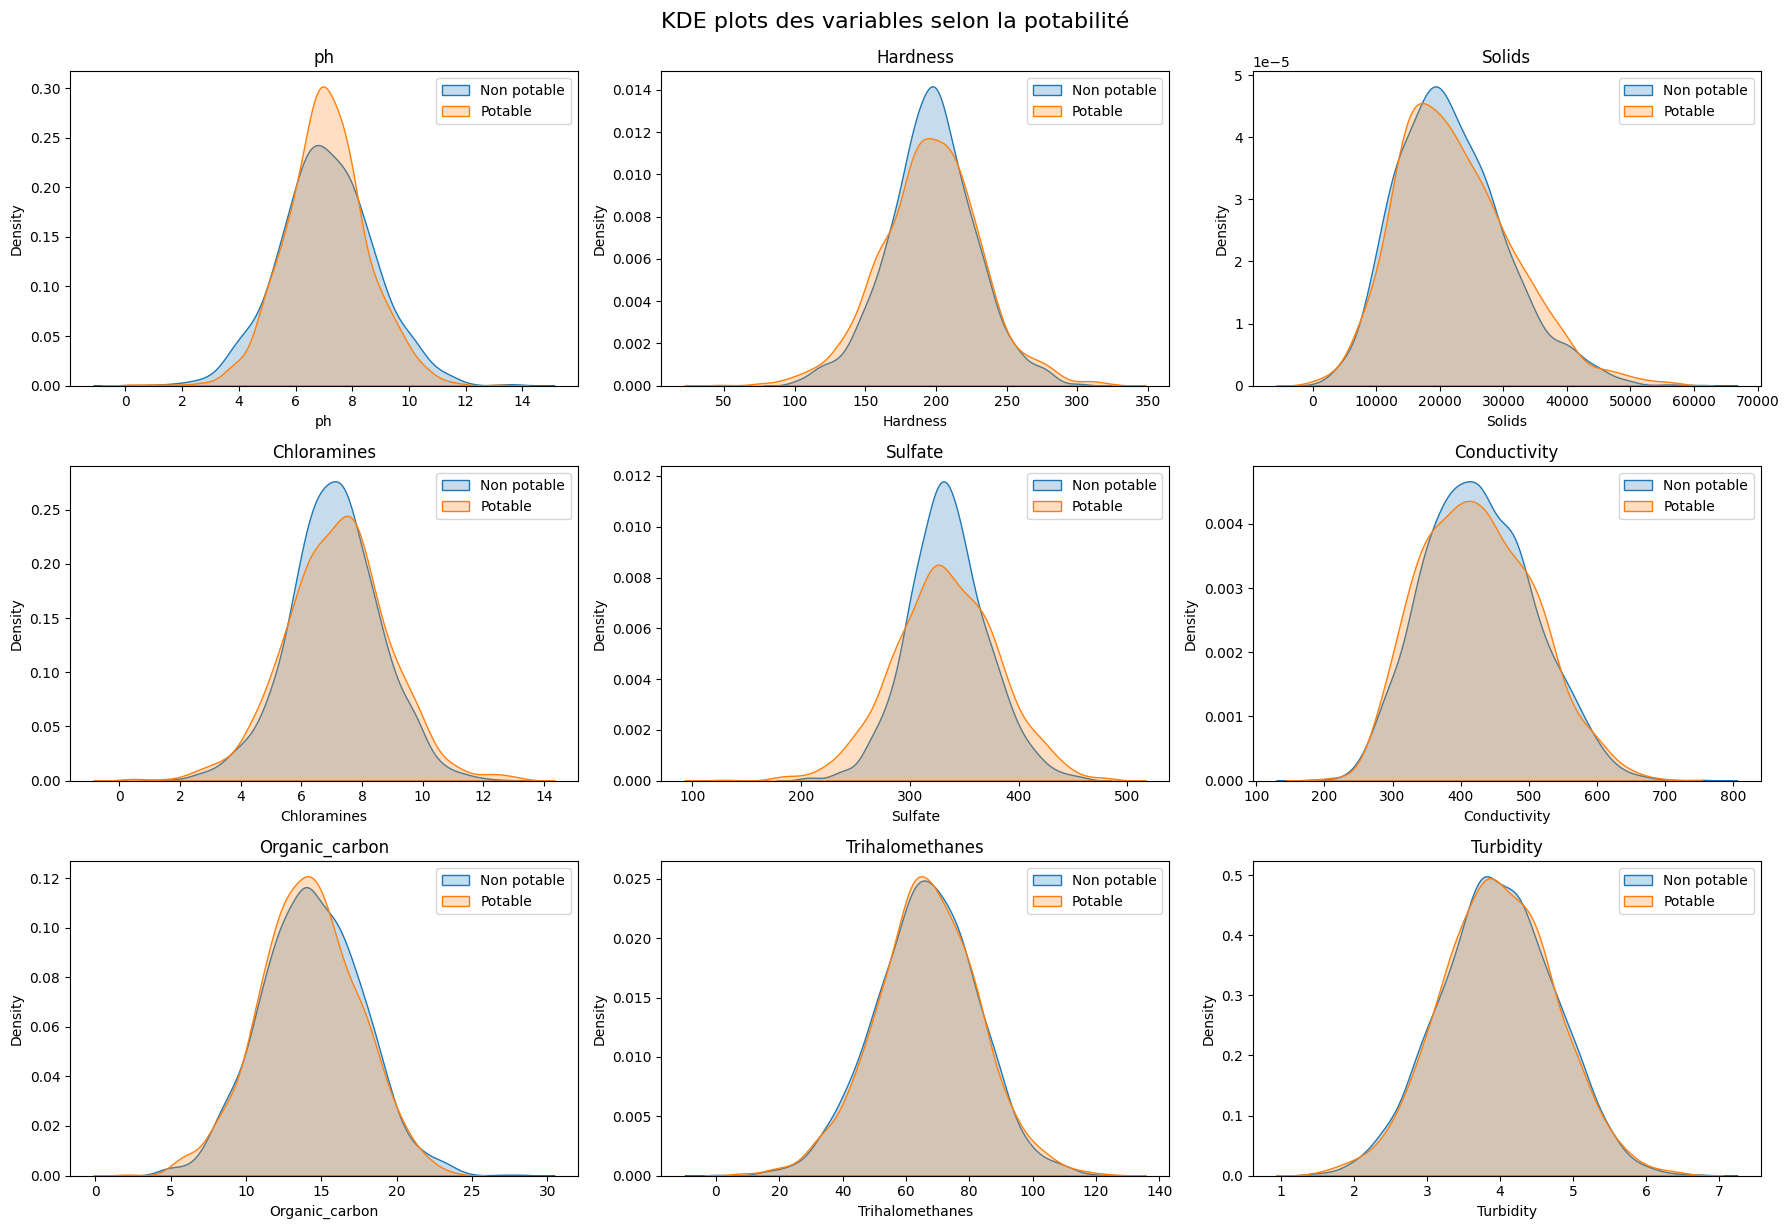 KDE plots des variables selon la potabilité
ph
Non potable
Potable
0.30
0.25
0.20
0.15
0.10
0.05
0.00
Density
0 2 4 6 8 10 12 14
ph
Hardness
Non potable
Potable
0.014
0.012
0.010
0.008
0.006
0.004
0.002
0.000
Density
50 100 150 200 250 300 350
Hardness
Solids
1e−5
Non potable
Potable
5
4
3
2
1
0
Density
0 10000 20000 30000 40000 50000 60000 70000
Solids
Chloramines
Non potable
Potable
0.25
0.20
0.15
0.10
0.05
0.00
Density
0 2 4 6 8 10 12 14
Chloramines
Sulfate
Non potable
Potable
0.012
0.010
0.008
0.006
0.004
0.002
0.000
Density
100 200 300 400 500
Sulfate
Conductivity
Non potable
Potable
0.004
0.003
0.002
0.001
0.000
Density
100 200 300 400 500 600 700 800
Conductivity
Organic_carbon
Non potable
Potable
0.12
0.10
0.08
0.06
0.04
0.02
0.00
Density
0 5 10 15 20 25 30
Organic_carbon
Trihalomethanes
Non potable
Potable
0.025
0.020
0.015
0.010
0.005
0.000
Density
0 20 40 60 80 100 120 140
Trihalomethanes
Turbidity
Non potable
Potable
0.5
0.4
0.3
0.2
0.1
0.0
Density
1 2 3 4 5 6 7
Turbidity